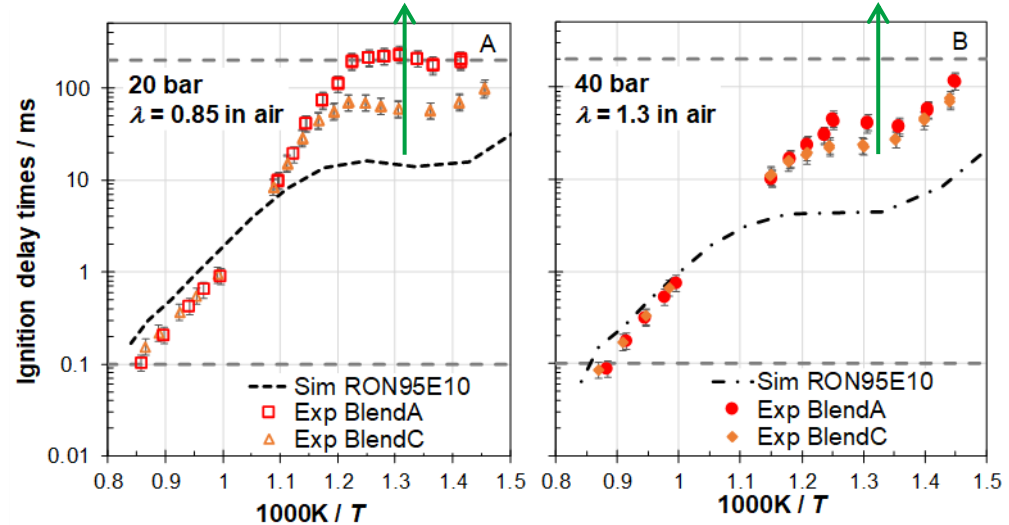 Ignition delay times / ms
100
10
1
0.1
0.01
A
20 bar
λ = 0.85 in air
Sim RON95E10
Exp BlendA
Exp BlendC
0.8 0.9 1 1.1 1.2 1.3 1.4 1.5
1000K / T
B
40 bar
λ = 1.3 in air
Sim RON95E10
Exp BlendA
Exp BlendC
0.8 0.9 1 1.1 1.2 1.3 1.4 1.5
1000K / T